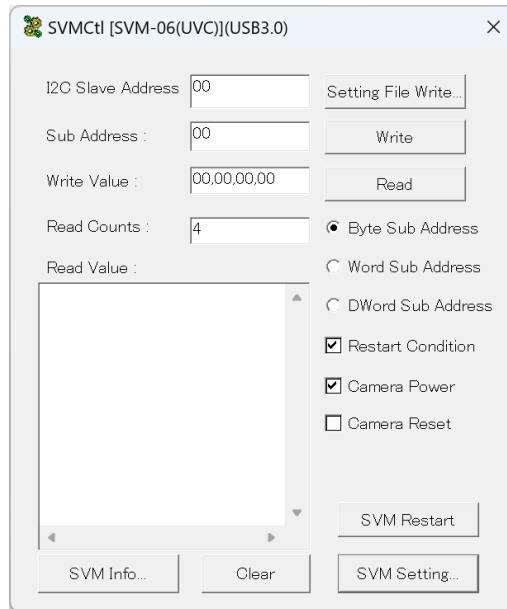 SVMCtl [SVM-06(UVC)](USB3.0)
I2C Slave Address 00 Setting File Write...
Sub Address : 00 Write
Write Value : 00,00,00,00 Read
Read Counts : 4 Byte Sub Address
Read Value : Word Sub Address
DWord Sub Address
Restart Condition
Camera Power
Camera Reset
SVM Restart
SVM Info... Clear SVM Setting...